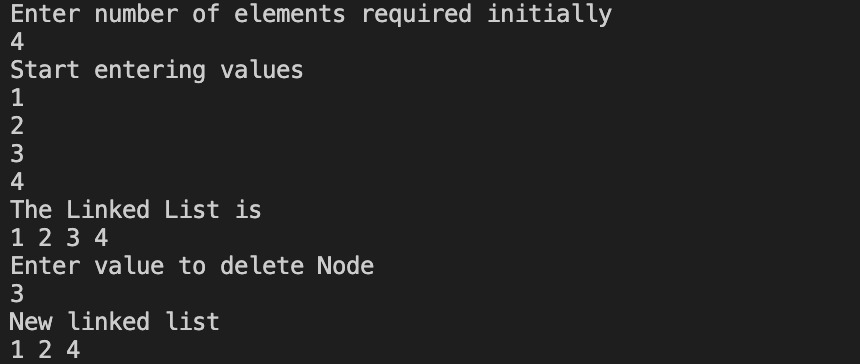 Enter number of elements required initially
4
Start entering values
1
2
3
4
The Linked List is
1 2 3 4
Enter value to delete Node
3
New linked list
1 2 4